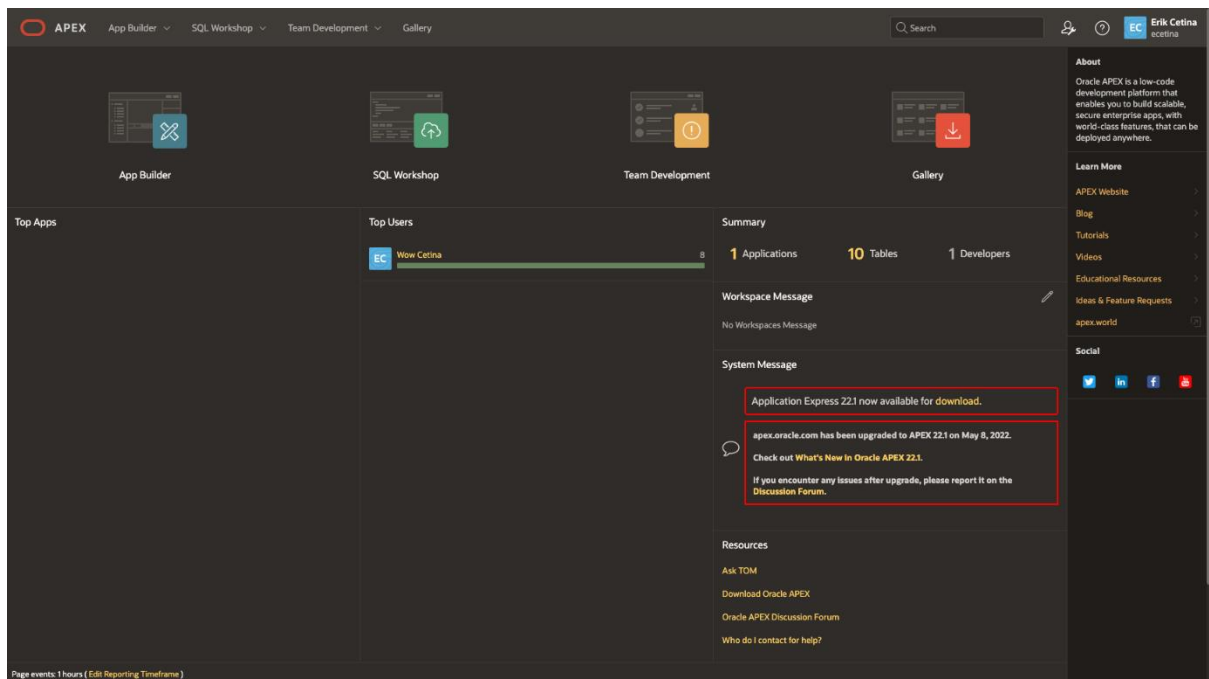 APEX App Builder SQL Workshop Team Development Gallery Search EC Erik Cetina
ecetina
App Builder
SQL Workshop
Team Development
Gallery
Top Apps
Top Users
EC Wow Cetina 8
Summary
1 Applications 10 Tables 1 Developers
Workspace Message
No Workspaces Message
System Message
Application Express 22.1 now available for download.
apex.oracle.com has been upgraded to APEX 22.1 on May 8, 2022.
Check out What's New in Oracle APEX 22.1.
If you encounter any issues after upgrade, please report it on the
Discussion Forum.
Resources
Ask TOM
Download Oracle APEX
Oracle APEX Discussion Forum
Who do I contact for help?
About
Oracle APEX is a low-code
development platform that
enables you to build scalable,
secure enterprise apps, with
world-class features, that can be
deployed anywhere.
Learn More
APEX Website
Blog
Tutorials
Videos
Educational Resources
Ideas & Feature Requests
apex.world
Social
Page events: 1 hours ( Edit Reporting Timeframe )